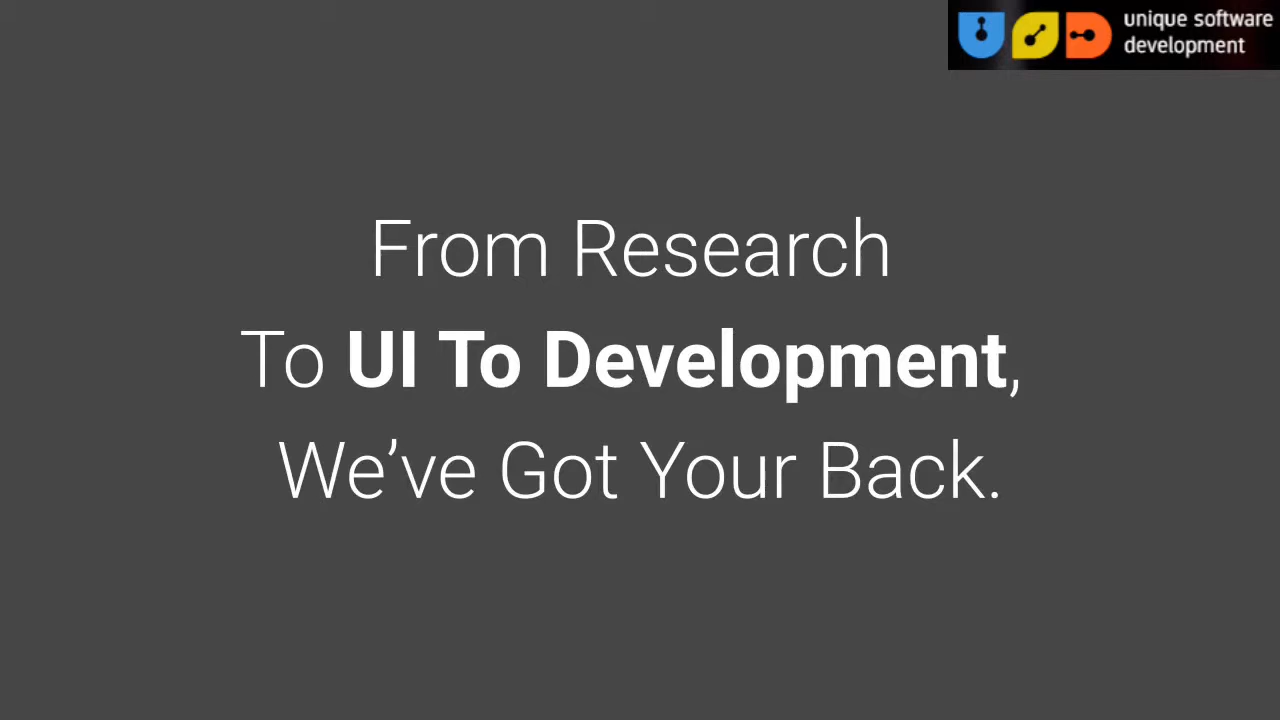 unique software
development
From Research
To UI To Development,
We’ve Got Your Back.